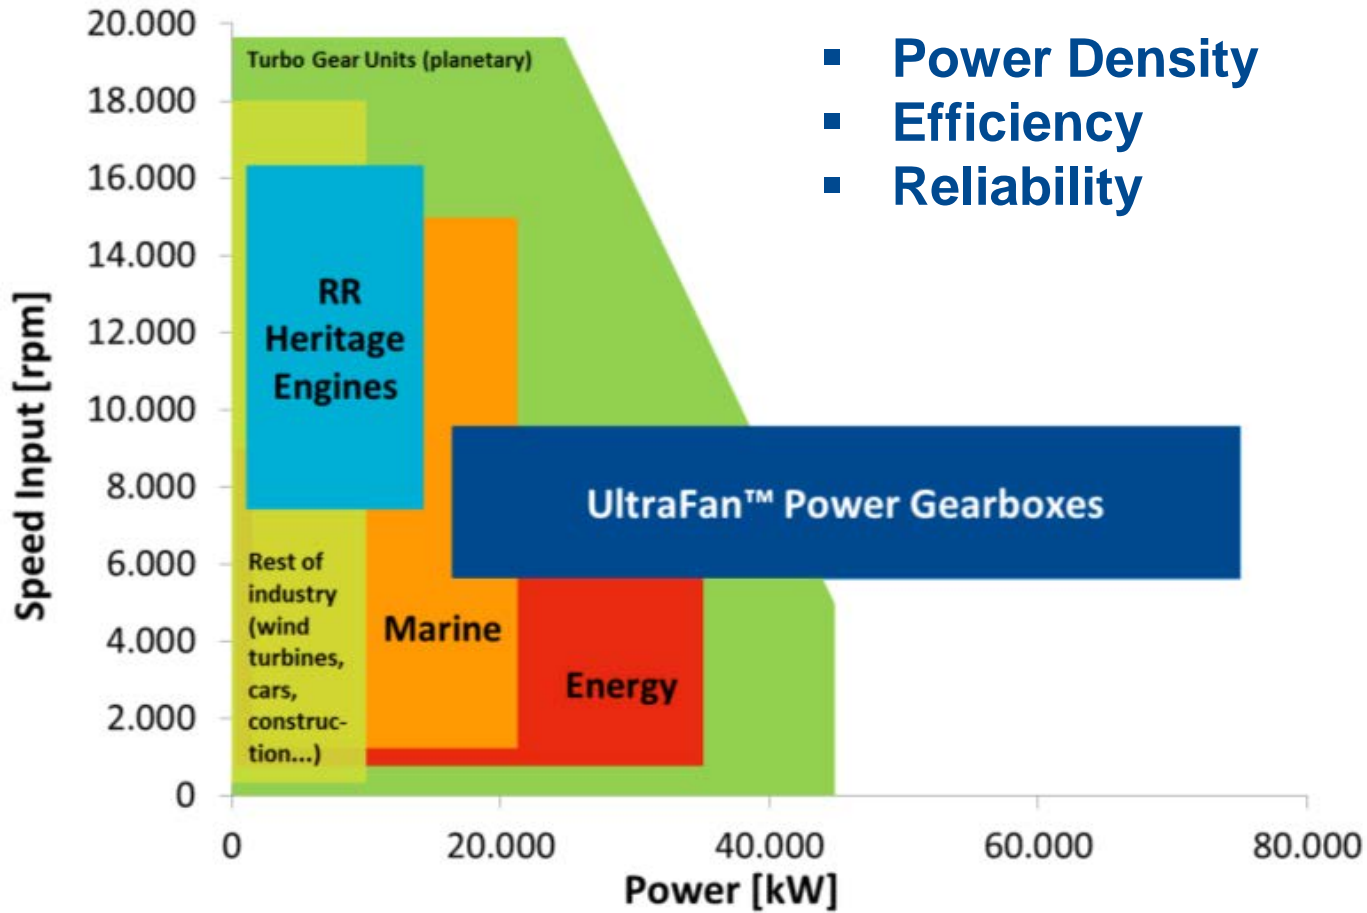 20.000
18.000
16.000
14.000
12.000
10.000
8.000
6.000
4.000
2.000
0
Speed Input [rpm]
Turbo Gear Units (planetary)
▪ Power Density
▪ Efficiency
▪ Reliability
RR
Heritage
Engines
UltraFan™ Power Gearboxes
Rest of
industry
(wind
turbines,
cars,
construc-
tion...)
Marine
Energy
0
20.000
40.000
60.000
80.000
Power [kW]